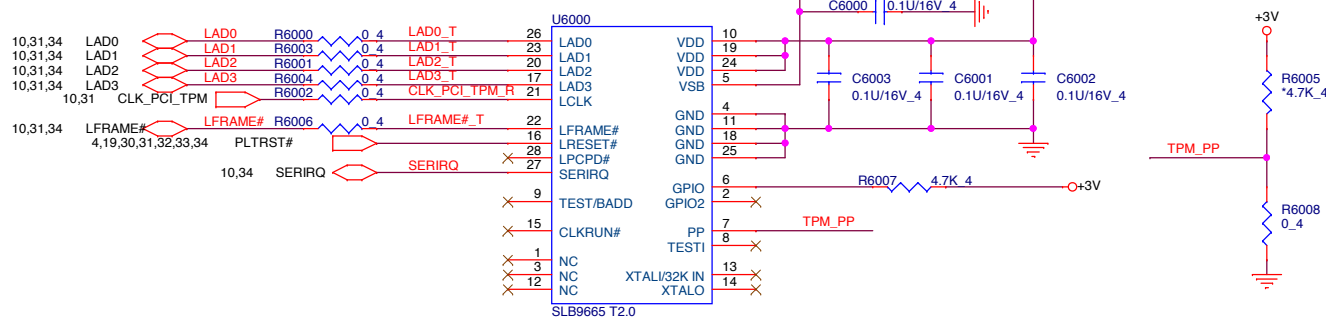 C6000 0.1U/16V_4
U6000
+3V
10,31,34 LAD0 LAD0 R6000 0_4 LAD0_T 26 LAD0 VDD 10
10,31,34 LAD1 LAD1 R6003 0_4 LAD1_T 23 LAD1 VDD 19
10,31,34 LAD2 LAD2 R6001 0_4 LAD2_T 20 LAD2 VDD 24
10,31,34 LAD3 LAD3 R6004 0_4 LAD3_T 17 LAD3 VSB 5
10,31 CLK_PCI_TPM R6002 0_4 CLK_PCI_TPM_R 21 LCLK
C6003 C6001 C6002
0.1U/16V_4 0.1U/16V_4 0.1U/16V_4
R6005
*4.7K_4
GND 4
10,31,34 LFRAME# LFRAME# R6006 0_4 LFRAME#_T 22 LFRAME# GND 11
4,19,30,31,32,33,34 PLTRST# 16 LRESET# GND 18
28 LPCPD# GND 25
10,34 SERIRQ SERIRQ 27 SERIRQ
TPM_PP
GPIO 6 R6007 4.7K_4 +3V
9 TEST/BADD GPIO2 2
R6008
0_4
15 CLKRUN# PP 7 TPM_PP
TESTI 8
1 NC
3 NC XTALI/32K IN 13
12 NC XTALO 14
SLB9665 T2.0